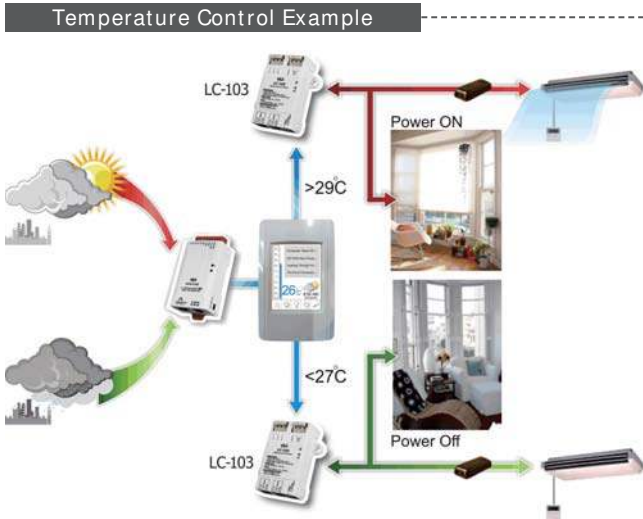 Temperature Control Example
LC-103
Power ON
>29°C
26°C
<27°C
LC-103
Power Off